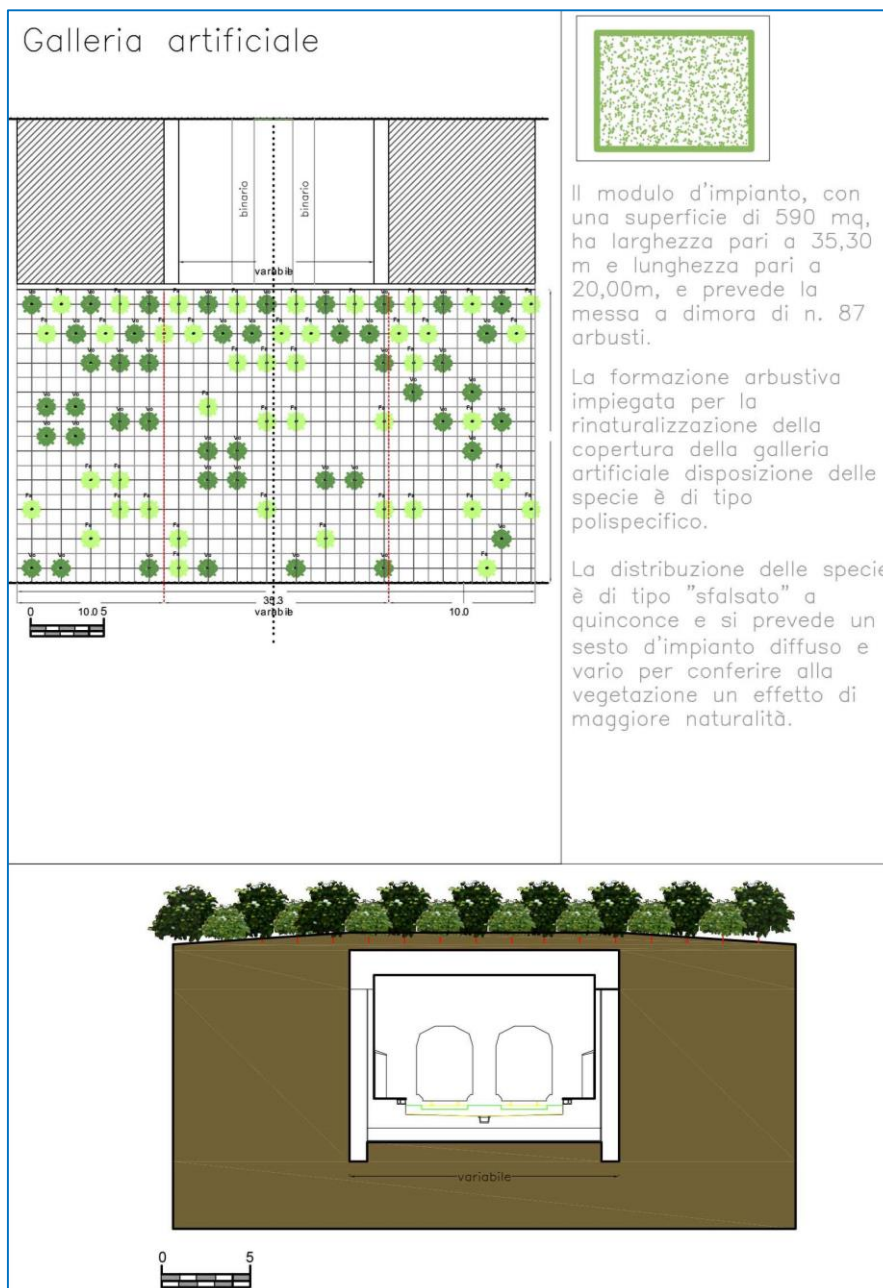 Galleria artificiale
binario
binario
variabile
Il modulo d'impianto, con
una superficie di 590 mq,
ha larghezza pari a 35,30
m e lunghezza pari a
20,00m, e prevede la
messa a dimora di n. 87
arbusti.
La formazione arbustiva
impiegata per la
rinaturalizzazione della
copertura della galleria
artificiale disposizione delle
specie è di tipo
polispecifico.
La distribuzione delle specie
è di tipo "sfalsato" a
quinconce e si prevede un
sesto d'impianto diffuso e
vario per conferire alla
vegetazione un effetto di
maggiore naturalità.
0 10.0 5 35.3 10.0
variabile
variabile
0 5